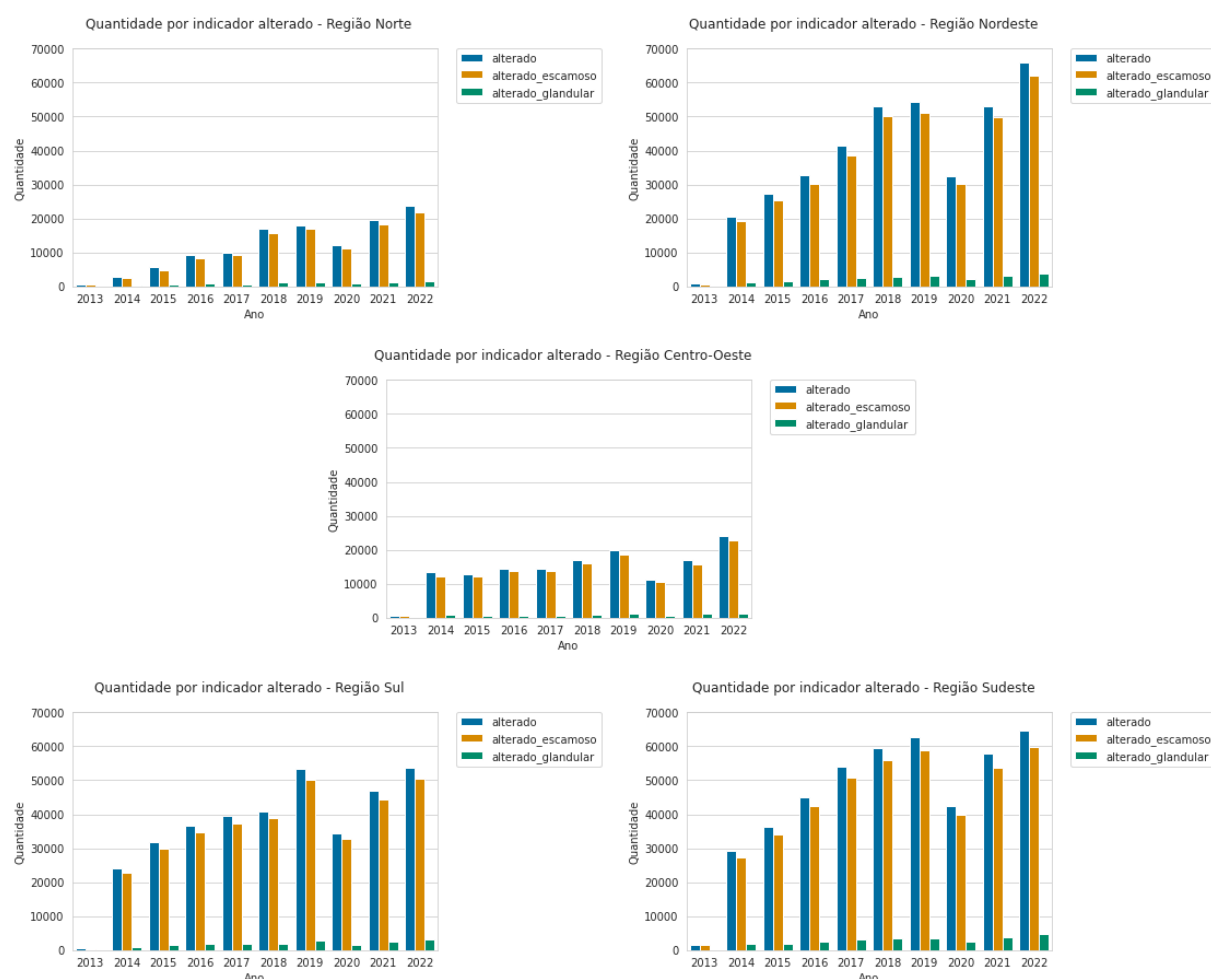 Quantidade por indicador alterado - Região Norte
70000
60000
50000
40000
30000
20000
10000
0
Quantidade
2013 2014 2015 2016 2017 2018 2019 2020 2021 2022
Ano
alterado
alterado_escamoso
alterado_glandular
Quantidade por indicador alterado - Região Nordeste
70000
60000
50000
40000
30000
20000
10000
0
Quantidade
2013 2014 2015 2016 2017 2018 2019 2020 2021 2022
Ano
alterado
alterado_escamoso
alterado_glandular
Quantidade por indicador alterado - Região Centro-Oeste
70000
60000
50000
40000
30000
20000
10000
0
Quantidade
2013 2014 2015 2016 2017 2018 2019 2020 2021 2022
Ano
alterado
alterado_escamoso
alterado_glandular
Quantidade por indicador alterado - Região Sul
70000
60000
50000
40000
30000
20000
10000
0
Quantidade
2013 2014 2015 2016 2017 2018 2019 2020 2021 2022
Ano
alterado
alterado_escamoso
alterado_glandular
Quantidade por indicador alterado - Região Sudeste
70000
60000
50000
40000
30000
20000
10000
0
Quantidade
2013 2014 2015 2016 2017 2018 2019 2020 2021 2022
Ano
alterado
alterado_escamoso
alterado_glandular